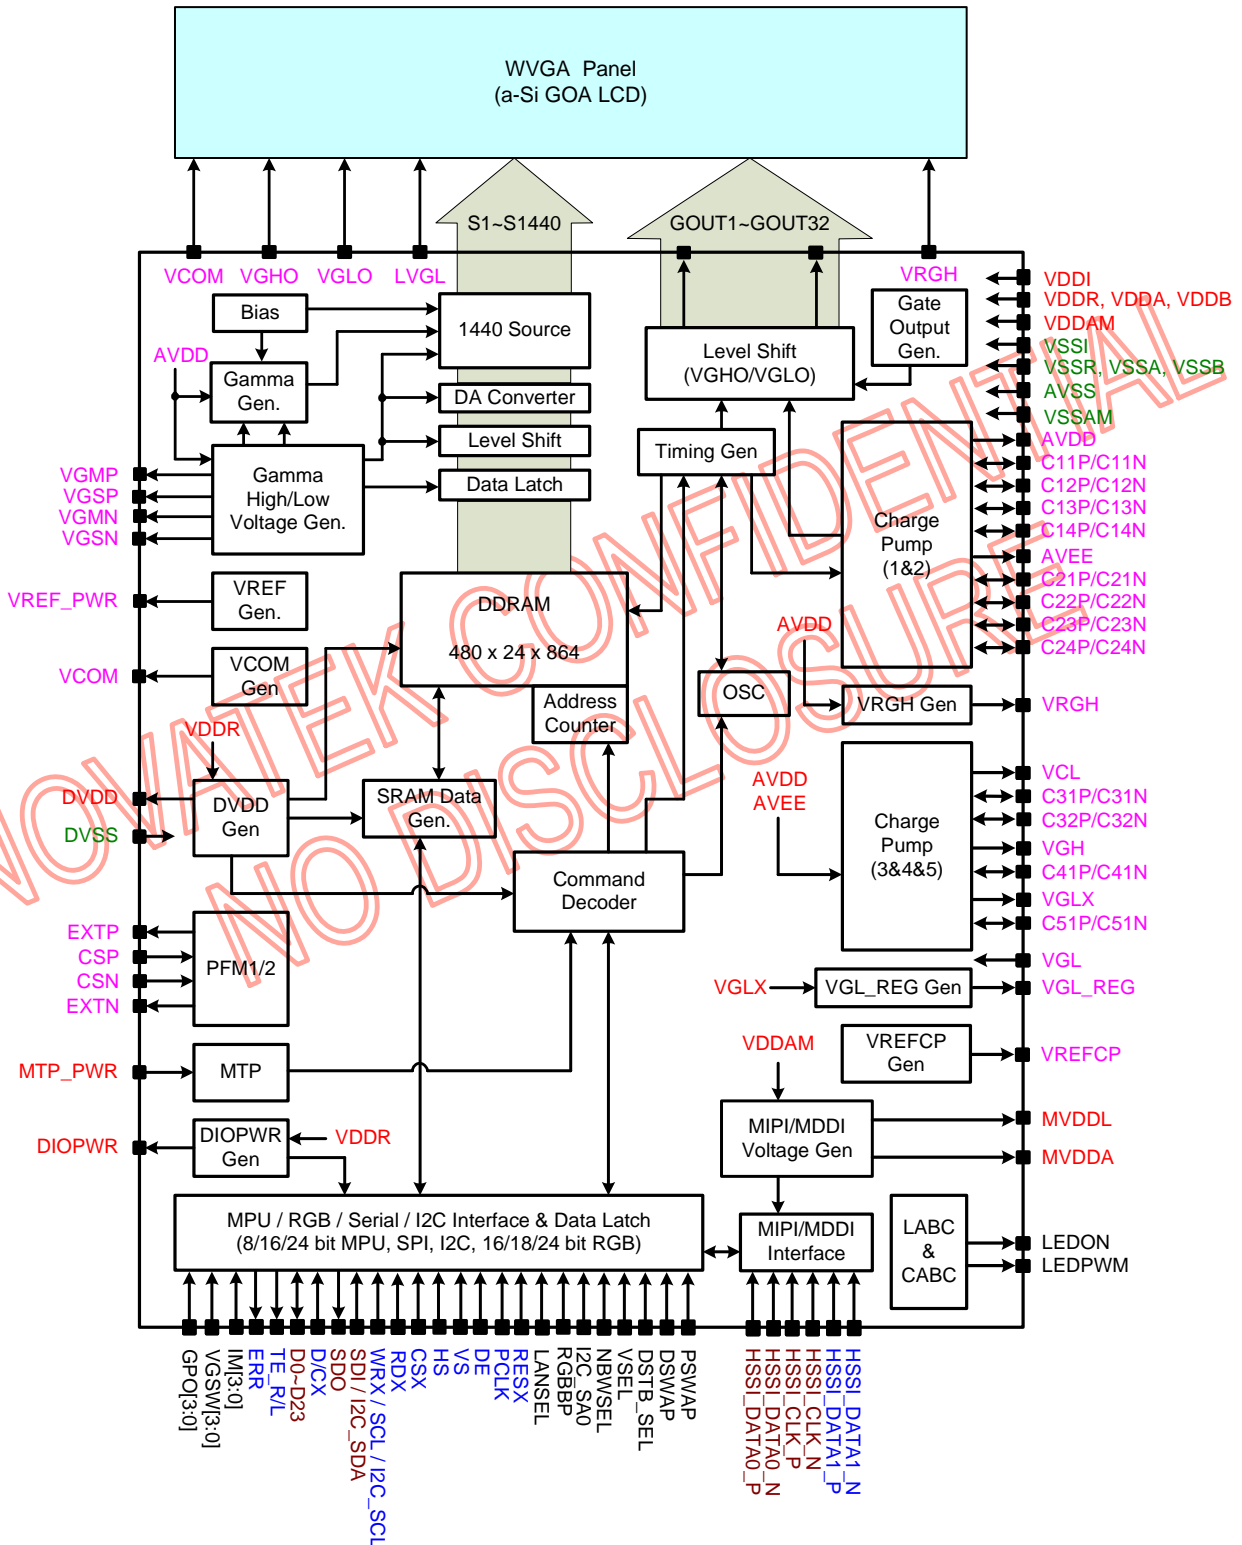 WVGA Panel
(a-Si GOA LCD)
S1~S1440
GOUT1~GOUT32
VCOM
VGHO
VGLO
LVGL
VRGH
Bias
1440 Source
AVDD
Gamma
Gen.
DA Converter
Level Shift
Data Latch
Gamma
High/Low
Voltage Gen.
VGMP
VGSP
VGMN
VGSN
Level Shift
(VGHO/VGLO)
Gate
Output
Gen.
Timing Gen
VDDI
VDDR, VDDA, VDDB
VDDAM
VSSI
VSSR, VSSA, VSSB
AVSS
VSSAM
AVDD
C11P/C11N
C12P/C12N
C13P/C13N
C14P/C14N
AVEE
C21P/C21N
C22P/C22N
C23P/C23N
C24P/C24N
Charge
Pump
(1&2)
VREF_PWR
VREF
Gen.
DDRAM
480 x 24 x 864
Address
Counter
VCOM
VCOM
Gen
AVDD
OSC
VRGH Gen
VRGH
VDDR
DVDD
DVSS
DVDD
Gen
SRAM Data
Gen.
AVDD
AVEE
Charge
Pump
(3&4&5)
VCL
C31P/C31N
C32P/C32N
VGH
C41P/C41N
VGLX
C51P/C51N
VGL
Command
Decoder
EXTP
CSP
CSN
EXTN
PFM1/2
VGLX
VGL_REG Gen
VGL_REG
MTP_PWR
MTP
VDDAM
VREFCP
Gen
VREFCP
DIOPWR
DIOPWR
Gen
VDDR
MIPI/MDDI
Voltage Gen
MVDDL
MVDDA
MPU / RGB / Serial / I2C Interface & Data Latch
(8/16/24 bit MPU, SPI, I2C, 16/18/24 bit RGB)
MIPI/MDDI
Interface
LABC
&
CABC
LEDON
LEDPWM
GPO[3:0]
VGSW[3:0]
IM[3:0]
ERR
TE_R/L
D0~D23
D/CX
SDO
SDI / I2C_SDA
WRX / SCL / I2C_SCL
RDX
CSX
HS
VS
DE
PCLK
RESX
LANSEL
RGBBP
I2C_SA0
NBWSEL
VSEL
DSTB_SEL
DSWAP
PSWAP
HSSI_DATA0_P
HSSI_DATA0_N
HSSI_CLK_P
HSSI_CLK_N
HSSI_DATA1_P
HSSI_DATA1_N
NOVATEK CONFIDENTIAL
NO DISCLOSURE